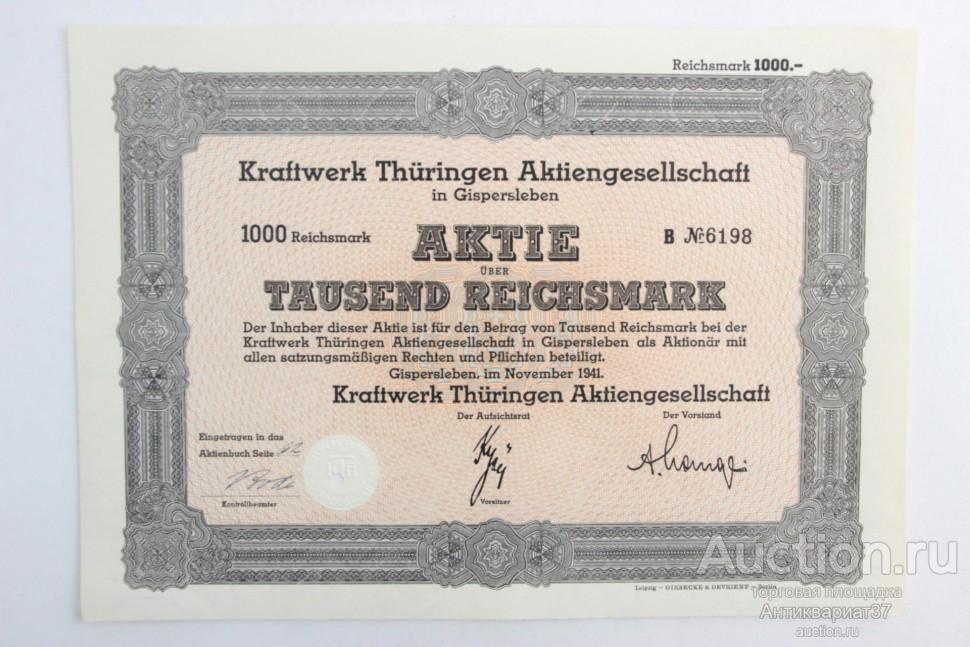 Reichsmark 1000.–
Kraftwerk Thüringen Aktiengesellschaft
in Gispersleben
1000 Reichsmark AKTIE B № 6198
ÜBER
TAUSEND REICHSMARK
Der Inhaber dieser Aktie ist für den Betrag von Tausend Reichsmark bei der
Kraftwerk Thüringen Aktiengesellschaft in Gispersleben als Aktionär mit
allen satzungsmäßigen Rechten und Pflichten beteiligt.
Gispersleben, im November 1941.
Kraftwerk Thüringen Aktiengesellschaft
Der Aufsichtsrat Der Vorstand
Eingetragen in das
Aktienbuch Seite
Kontrollbeamter
Vorsitzer
Leipzig – GIESECKE & DEVRIENT – Berlin
Auction.ru
торговая площадка
Антиквариат37
auction.ru